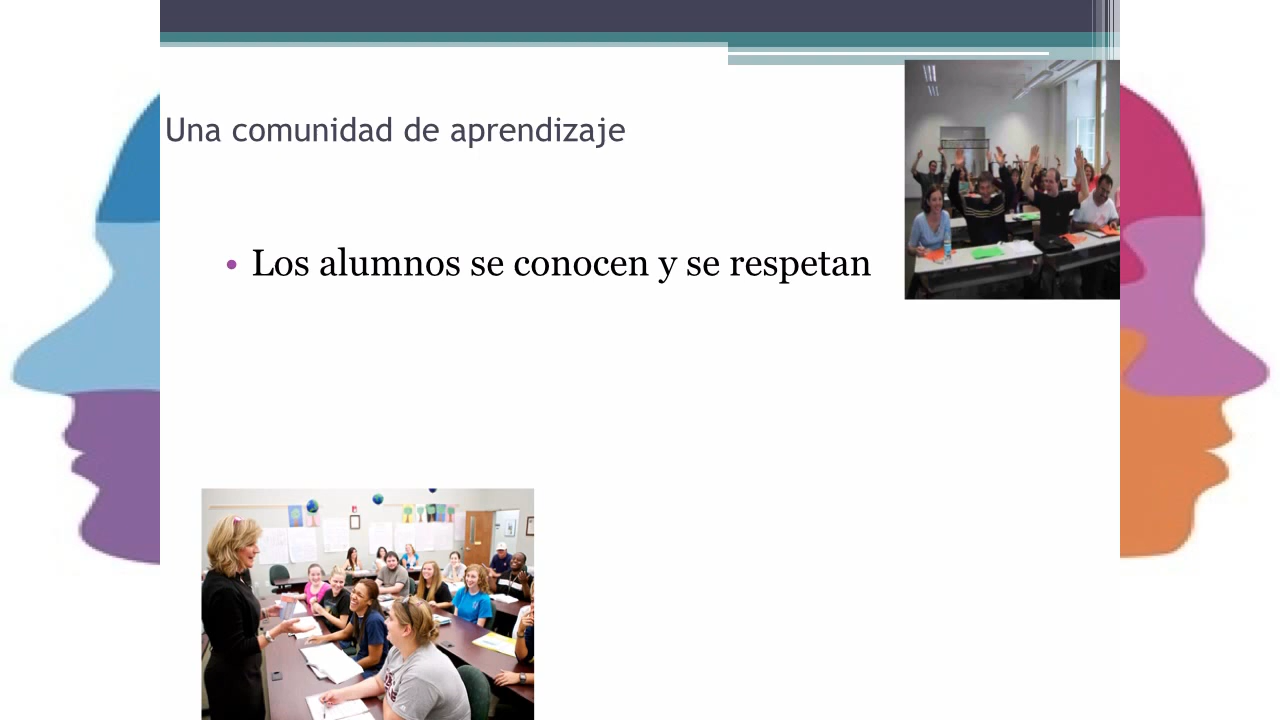 Una comunidad de aprendizaje
• Los alumnos se conocen y se respetan